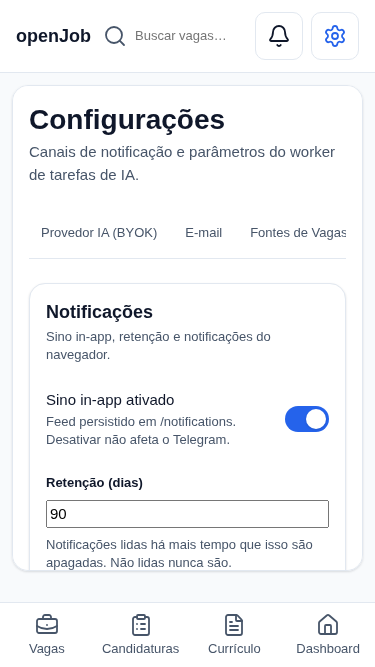 openJob
Buscar vagas…
Configurações
Canais de notificação e parâmetros do worker
de tarefas de IA.
Provedor IA (BYOK)
E-mail
Fontes de Vagas
Notificações
Sino in-app, retenção e notificações do
navegador.
Sino in-app ativado
Feed persistido em /notifications.
Desativar não afeta o Telegram.
Retenção (dias)
90
Notificações lidas há mais tempo que isso são
apagadas. Não lidas nunca são.
Vagas
Candidaturas
Currículo
Dashboard